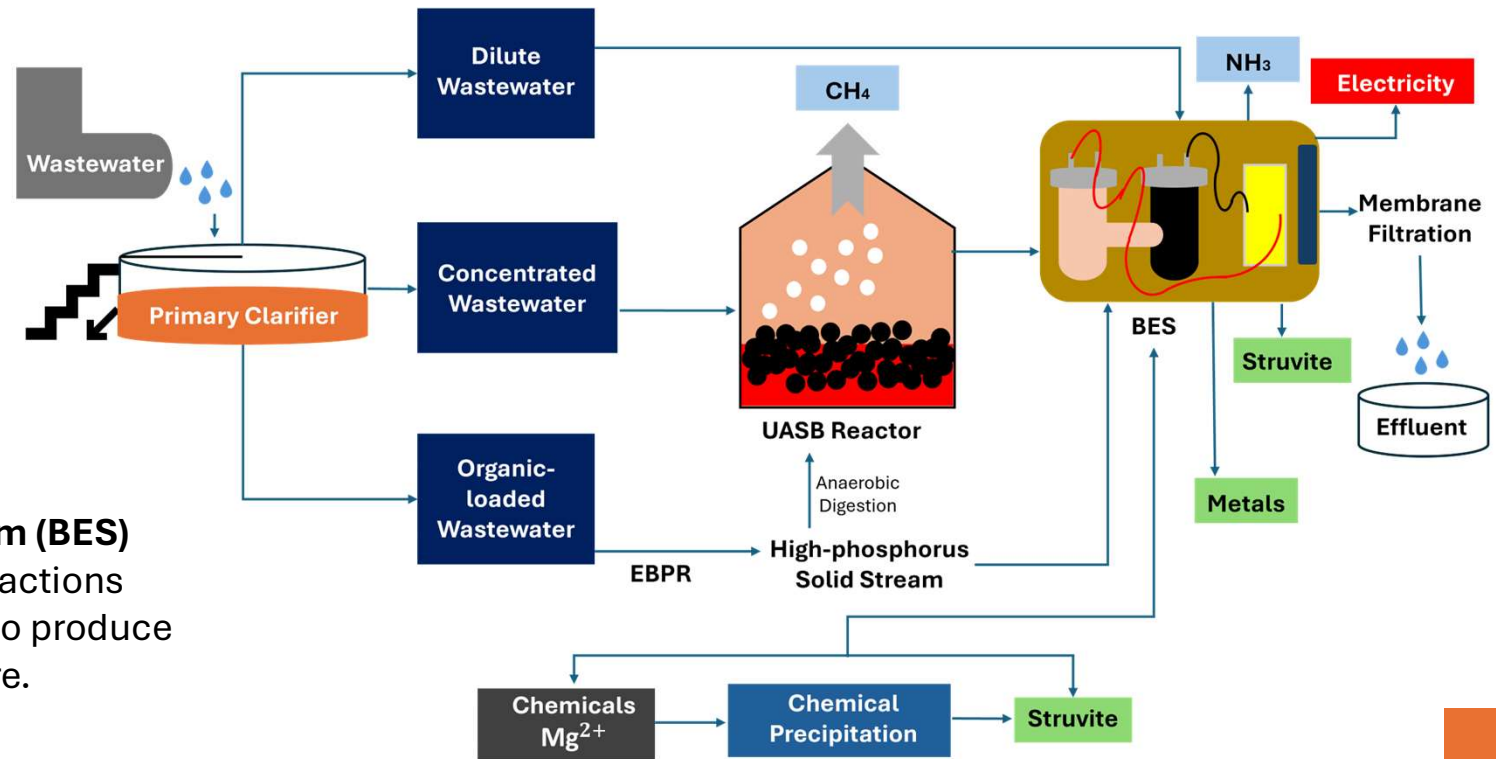 Dilute
Wastewater
NH₃
CH₄
Electricity
Wastewater
Membrane
Filtration
Concentrated
Wastewater
Primary Clarifier
BES
Struvite
Effluent
UASB Reactor
Organic-
loaded
Wastewater
Anaerobic
Digestion
Metals
High-phosphorus
Solid Stream
EBPR
m (BES)
actions
o produce
e.
Chemicals
Mg²⁺
Chemical
Precipitation
Struvite